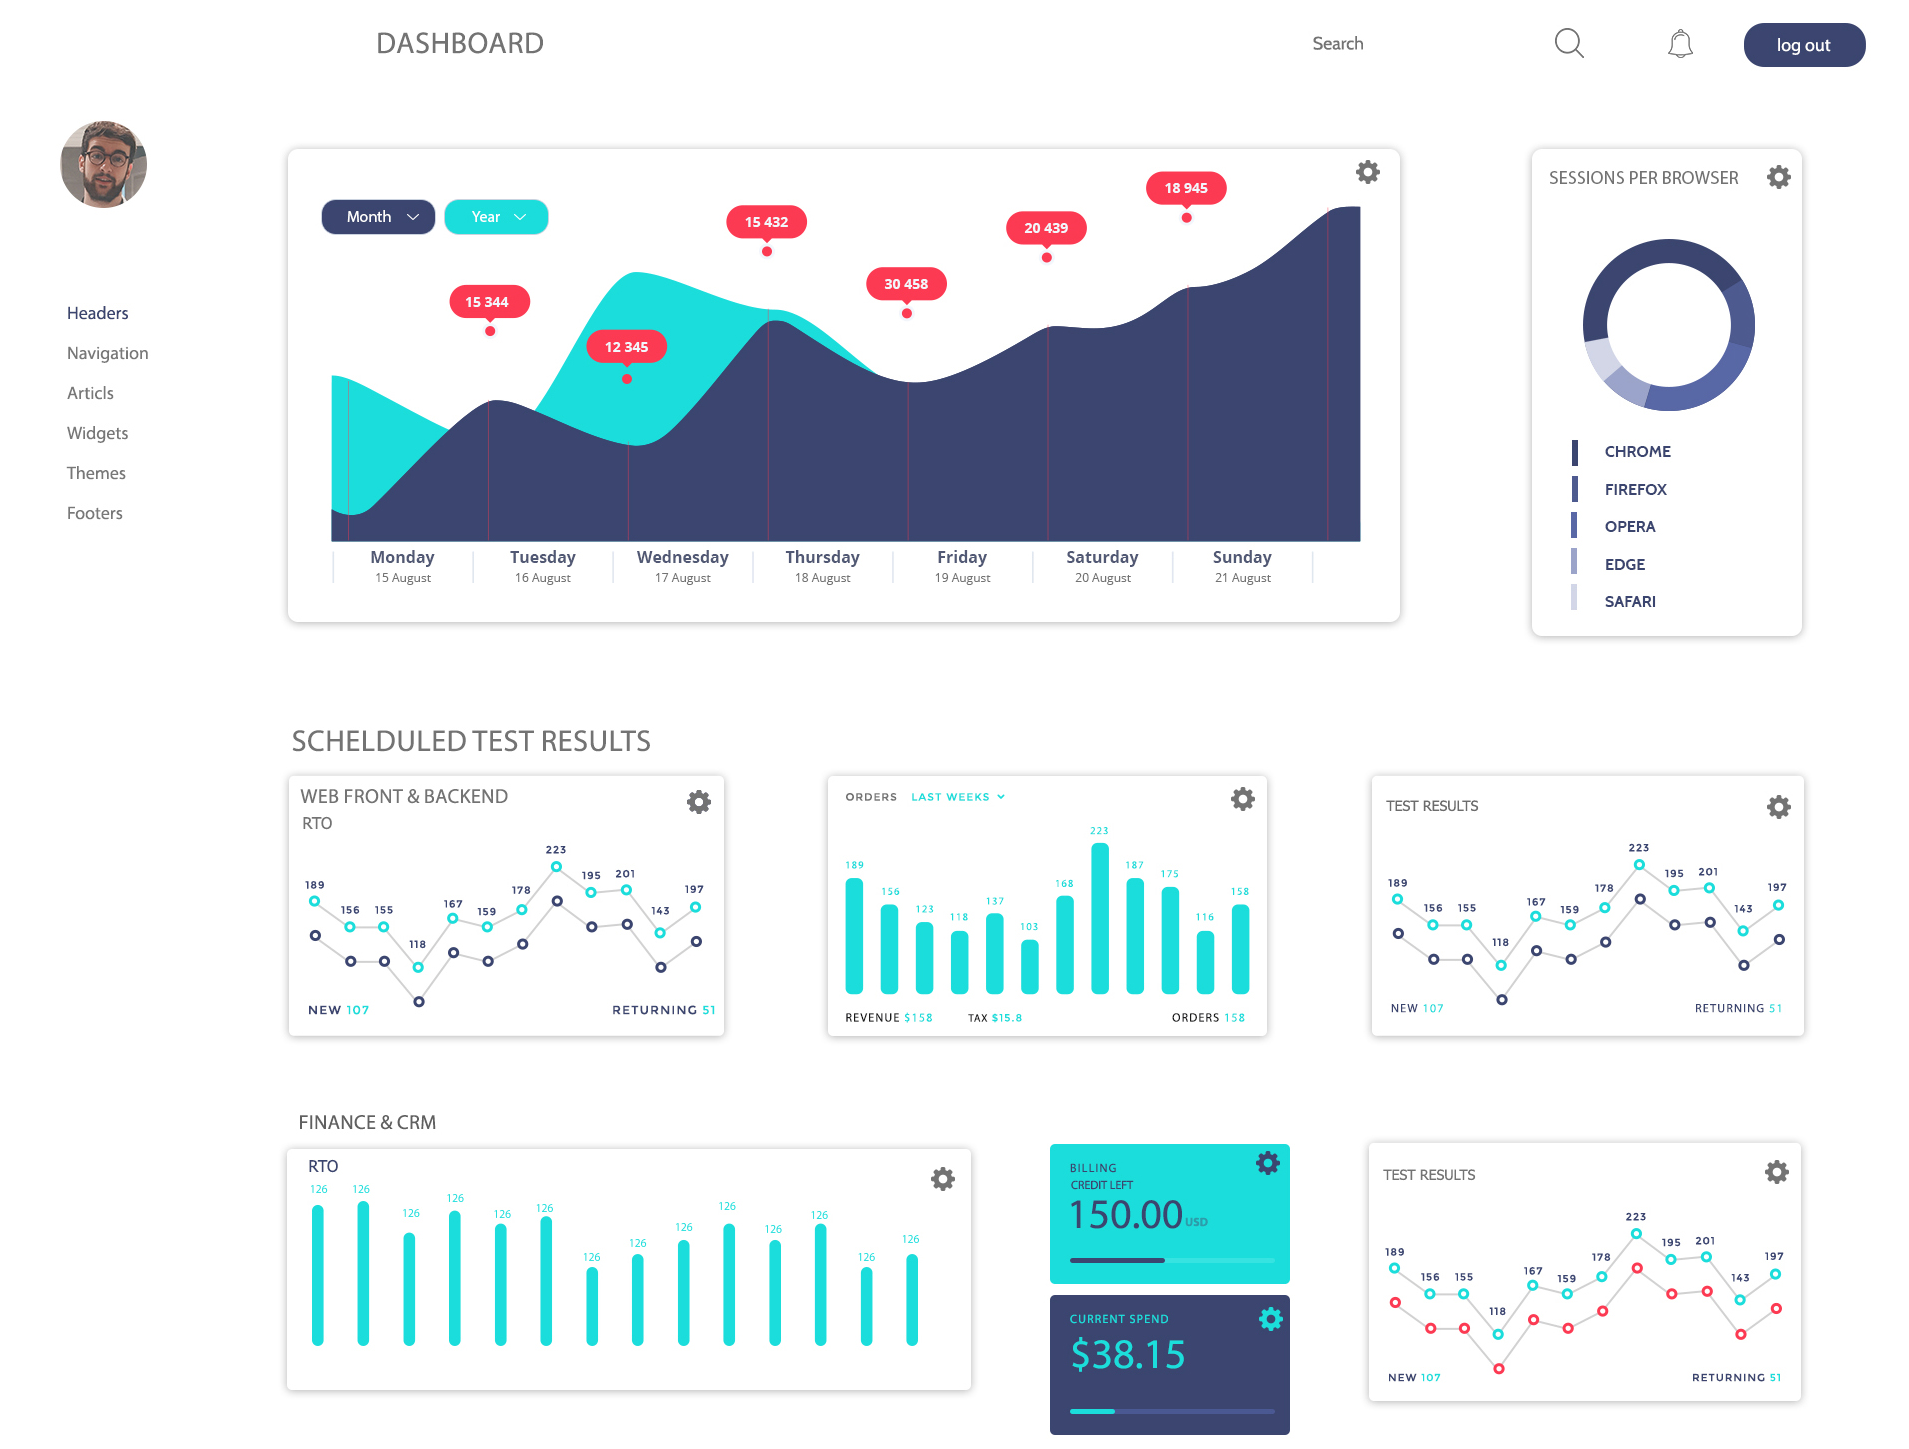 DASHBOARD
Search
log out
Headers
Navigation
Articls
Widgets
Themes
Footers
Month
Year
15 344
12 345
15 432
30 458
20 439
18 945
Monday
15 August
Tuesday
16 August
Wednesday
17 August
Thursday
18 August
Friday
19 August
Saturday
20 August
Sunday
21 August
SESSIONS PER BROWSER
CHROME
FIREFOX
OPERA
EDGE
SAFARI
SCHELDULED TEST RESULTS
WEB FRONT & BACKEND
RTO
189
156
155
118
167
159
178
223
195
201
143
197
NEW 107
RETURNING 51
ORDERS LAST WEEKS
189
156
123
118
137
103
168
223
187
175
116
158
REVENUE $158
TAX $15.8
ORDERS 158
TEST RESULTS
189
156
155
118
167
159
178
223
195
201
143
197
NEW 107
RETURNING 51
FINANCE & CRM
RTO
126
126
126
126
126
126
126
126
126
126
126
126
126
126
BILLING
CREDIT LEFT
150.00 USD
CURRENT SPEND
$38.15
TEST RESULTS
189
156
155
118
167
159
178
223
195
201
143
197
NEW 107
RETURNING 51